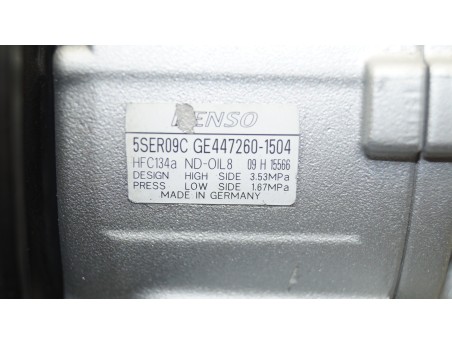 DENSO
5SER09C GE447260-1504
HFC134a ND-OIL8 09 H 15566
DESIGN HIGH SIDE 3.53MPa
PRESS LOW SIDE 1.67MPa
MADE IN GERMANY